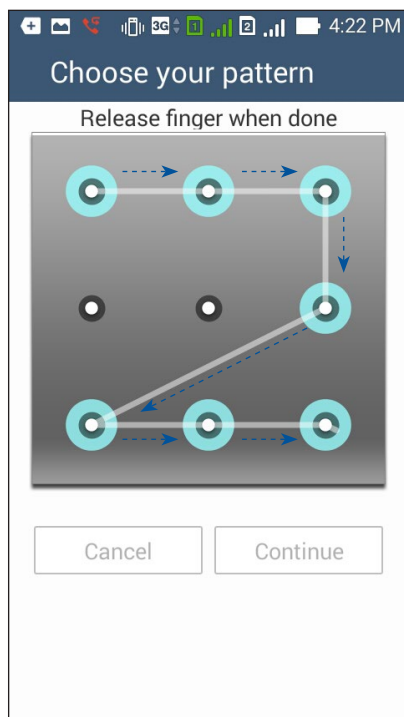 3G 1 2 4:22 PM
Choose your pattern
Release finger when done
Cancel Continue